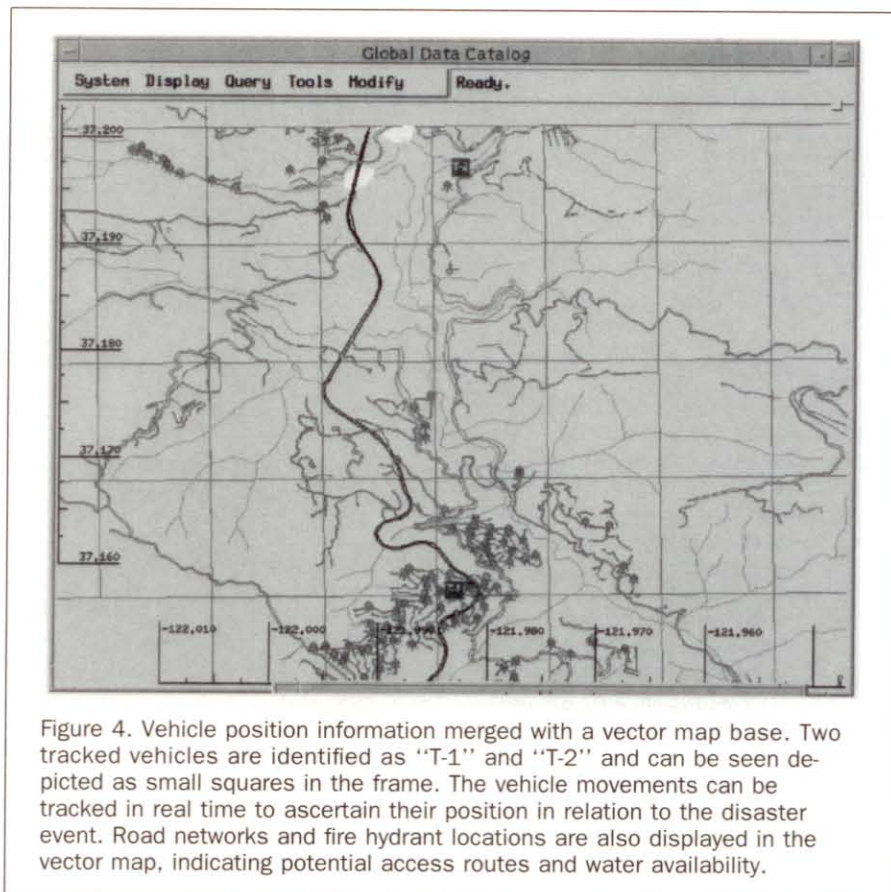 Global Data Catalog
System Display Query Tools Modify Ready.
37,200
37,190
37,180
37,170
37,160
-122,010 -122,000 -121,990 -121,980 -121,970 -121,960
Figure 4. Vehicle position information merged with a vector map base. Two
tracked vehicles are identified as “T-1” and “T-2” and can be seen de-
picted as small squares in the frame. The vehicle movements can be
tracked in real time to ascertain their position in relation to the disaster
event. Road networks and fire hydrant locations are also displayed in the
vector map, indicating potential access routes and water availability.